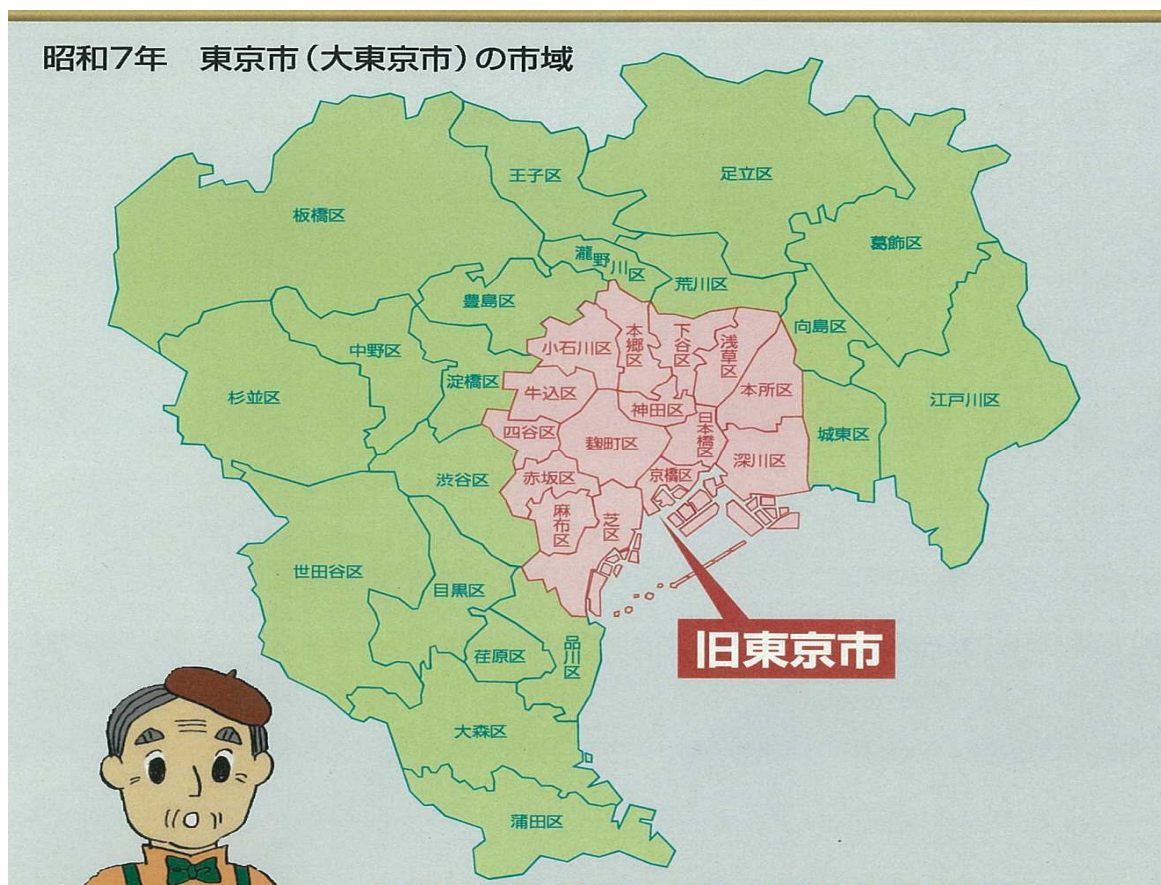 昭和7年 東京市(大東京市)の市域
王子区
足立区
板橋区
葛飾区
瀧野川区
荒川区
豊島区
向島区
本郷区
下谷区
浅草区
小石川区
中野区
淀橋区
牛込区
本所区
杉並区
江戸川区
神田区
日本橋区
四谷区
麹町区
城東区
深川区
渋谷区
赤坂区
京橋区
麻布区
芝区
世田谷区
目黒区
品川区
荏原区
旧東京市
大森区
蒲田区